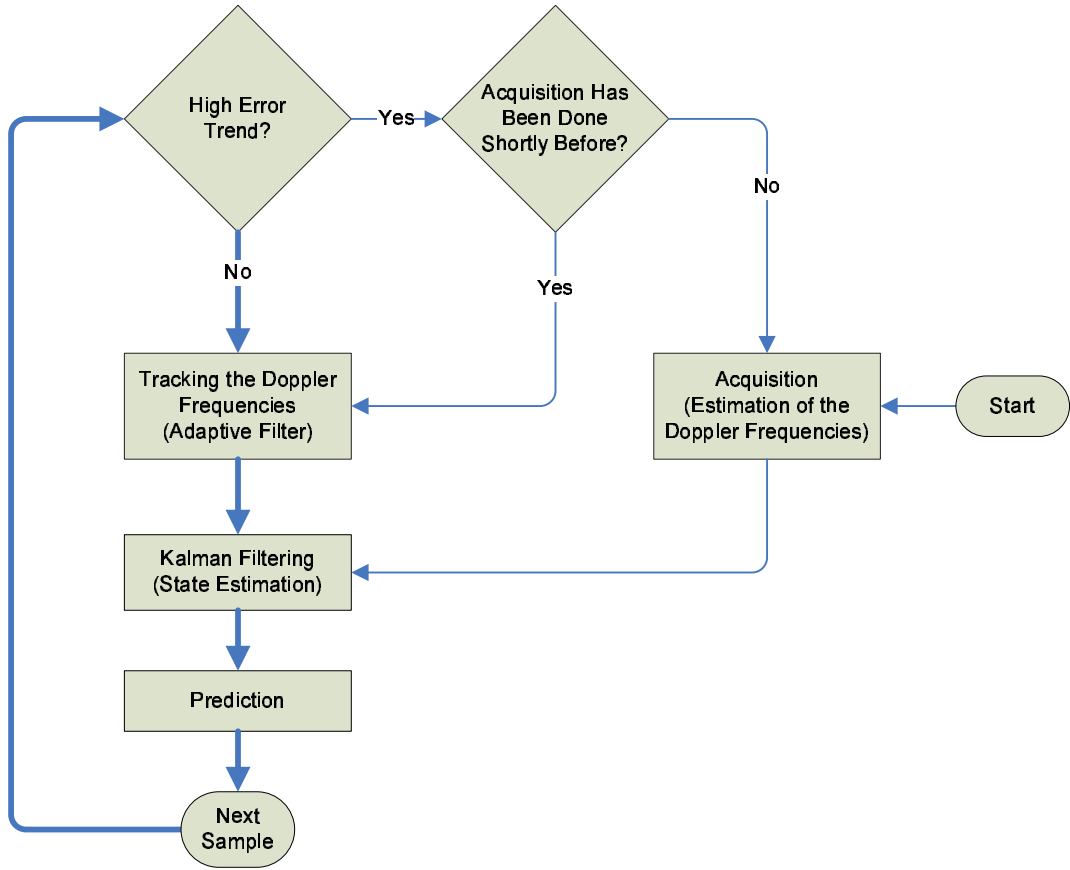 High Error
Trend?
Yes
Acquisition Has
Been Done
Shortly Before?
No
No
Yes
Tracking the Doppler
Frequencies
(Adaptive Filter)
Acquisition
(Estimation of the
Doppler Frequencies)
Start
Kalman Filtering
(State Estimation)
Prediction
Next
Sample